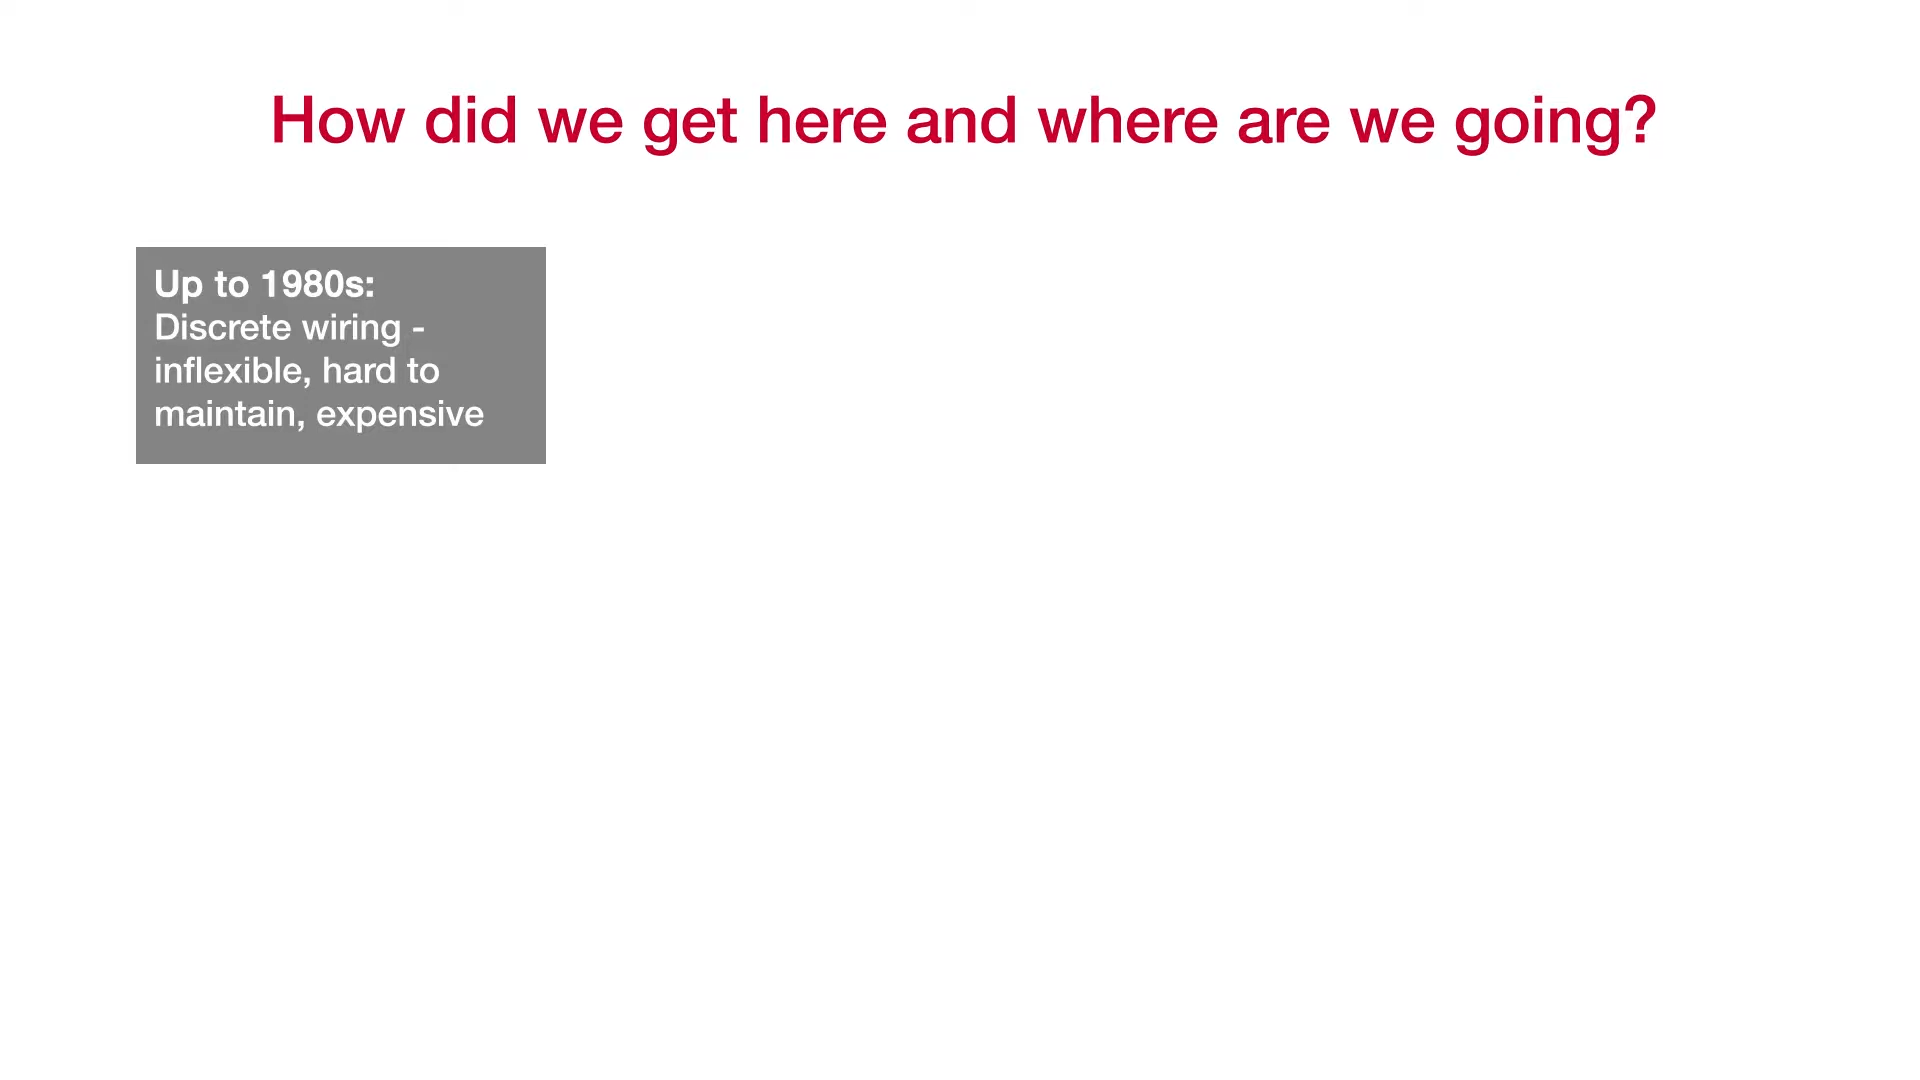 How did we get here and where are we going?
Up to 1980s:
Discrete wiring -
inflexible, hard to
maintain, expensive